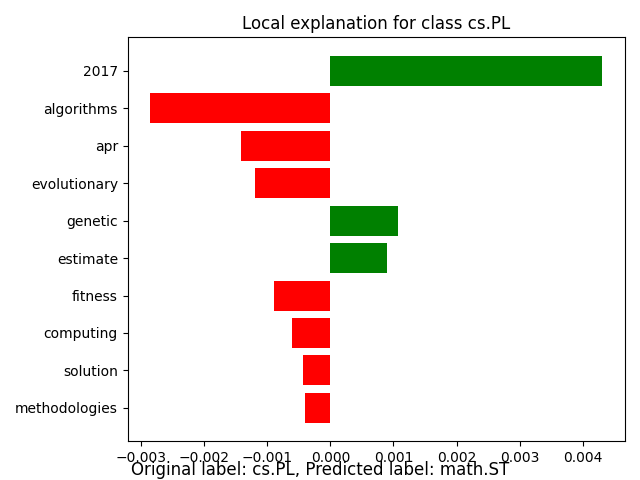 Local explanation for class cs.PL
2017
algorithms
apr
evolutionary
genetic
estimate
fitness
computing
solution
methodologies
−0.003 −0.002 −0.001 0.000 0.001 0.002 0.003 0.004
Original label: cs.PL, Predicted label: math.ST